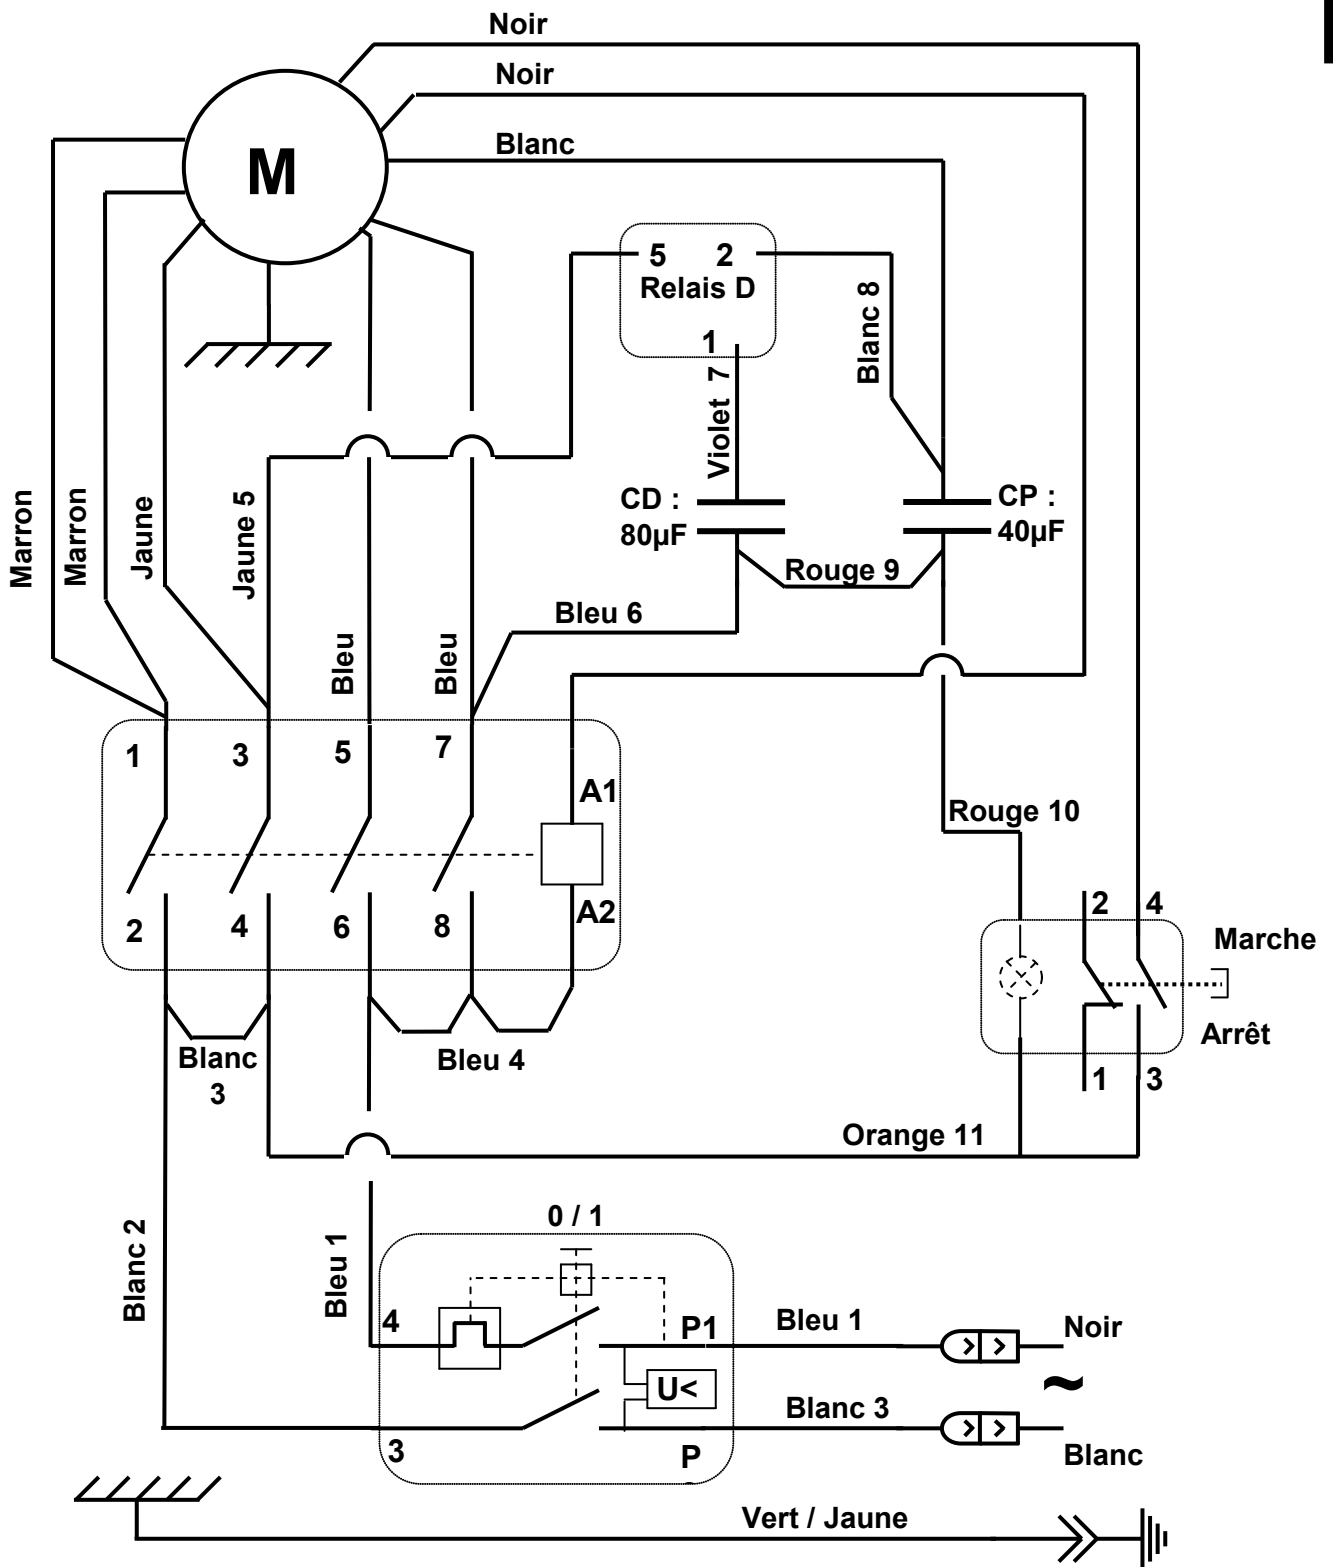 Noir
Noir
Blanc
M
5 2
Relais D
1
Blanc 8
Violet 7
CD :
80µF
CP :
40µF
Rouge 9
Marron
Marron
Jaune
Jaune 5
Bleu
Bleu
Bleu 6
1 3 5 7
A1
Rouge 10
2 4 6 8
A2
2 4
Marche
Arrêt
1 3
Blanc
3
Bleu 4
Orange 11
Blanc 2
Bleu 1
0 / 1
4
P1
Bleu 1
Noir
U<
~
Blanc 3
3
P
Blanc
Vert / Jaune